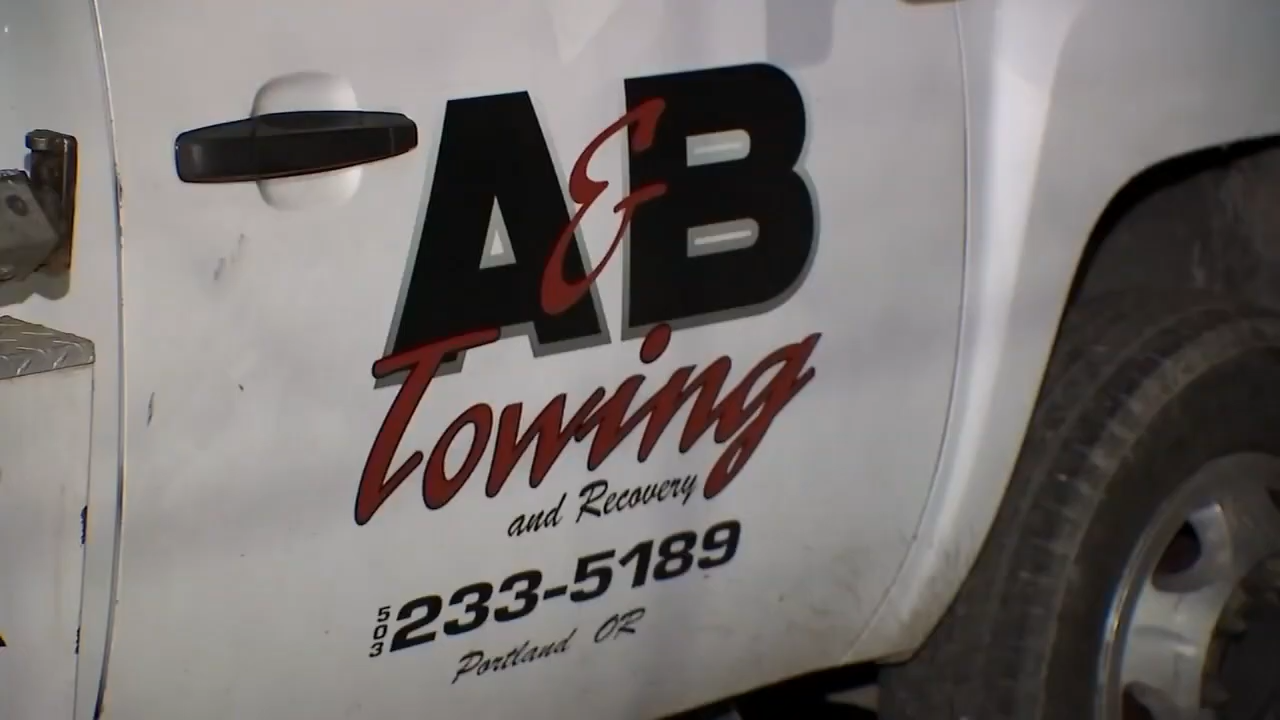 A & B
Towing
and Recovery
503 233-5189
Portland OR